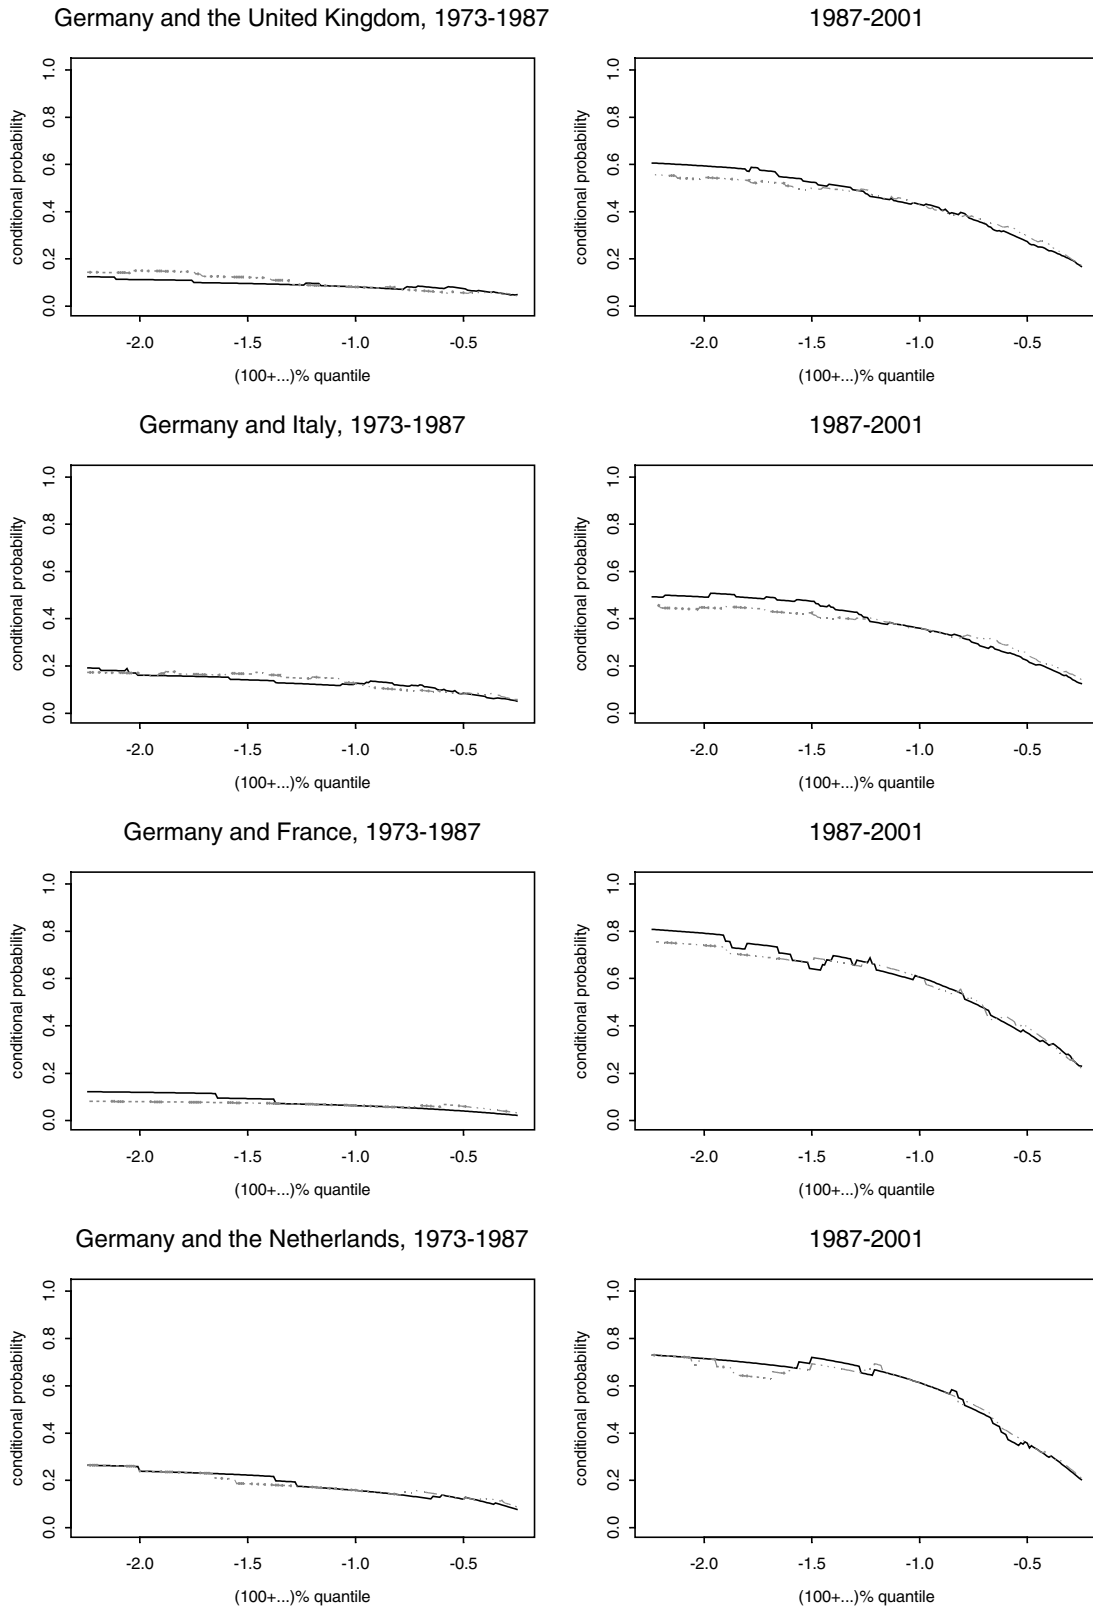 Germany and the United Kingdom, 1973-1987
conditional probability
1.0
0.8
0.6
0.4
0.2
0.0
-2.0 -1.5 -1.0 -0.5
(100+...)% quantile
1987-2001
conditional probability
1.0
0.8
0.6
0.4
0.2
0.0
-2.0 -1.5 -1.0 -0.5
(100+...)% quantile
Germany and Italy, 1973-1987
conditional probability
1.0
0.8
0.6
0.4
0.2
0.0
-2.0 -1.5 -1.0 -0.5
(100+...)% quantile
1987-2001
conditional probability
1.0
0.8
0.6
0.4
0.2
0.0
-2.0 -1.5 -1.0 -0.5
(100+...)% quantile
Germany and France, 1973-1987
conditional probability
1.0
0.8
0.6
0.4
0.2
0.0
-2.0 -1.5 -1.0 -0.5
(100+...)% quantile
1987-2001
conditional probability
1.0
0.8
0.6
0.4
0.2
0.0
-2.0 -1.5 -1.0 -0.5
(100+...)% quantile
Germany and the Netherlands, 1973-1987
conditional probability
1.0
0.8
0.6
0.4
0.2
0.0
-2.0 -1.5 -1.0 -0.5
(100+...)% quantile
1987-2001
conditional probability
1.0
0.8
0.6
0.4
0.2
0.0
-2.0 -1.5 -1.0 -0.5
(100+...)% quantile